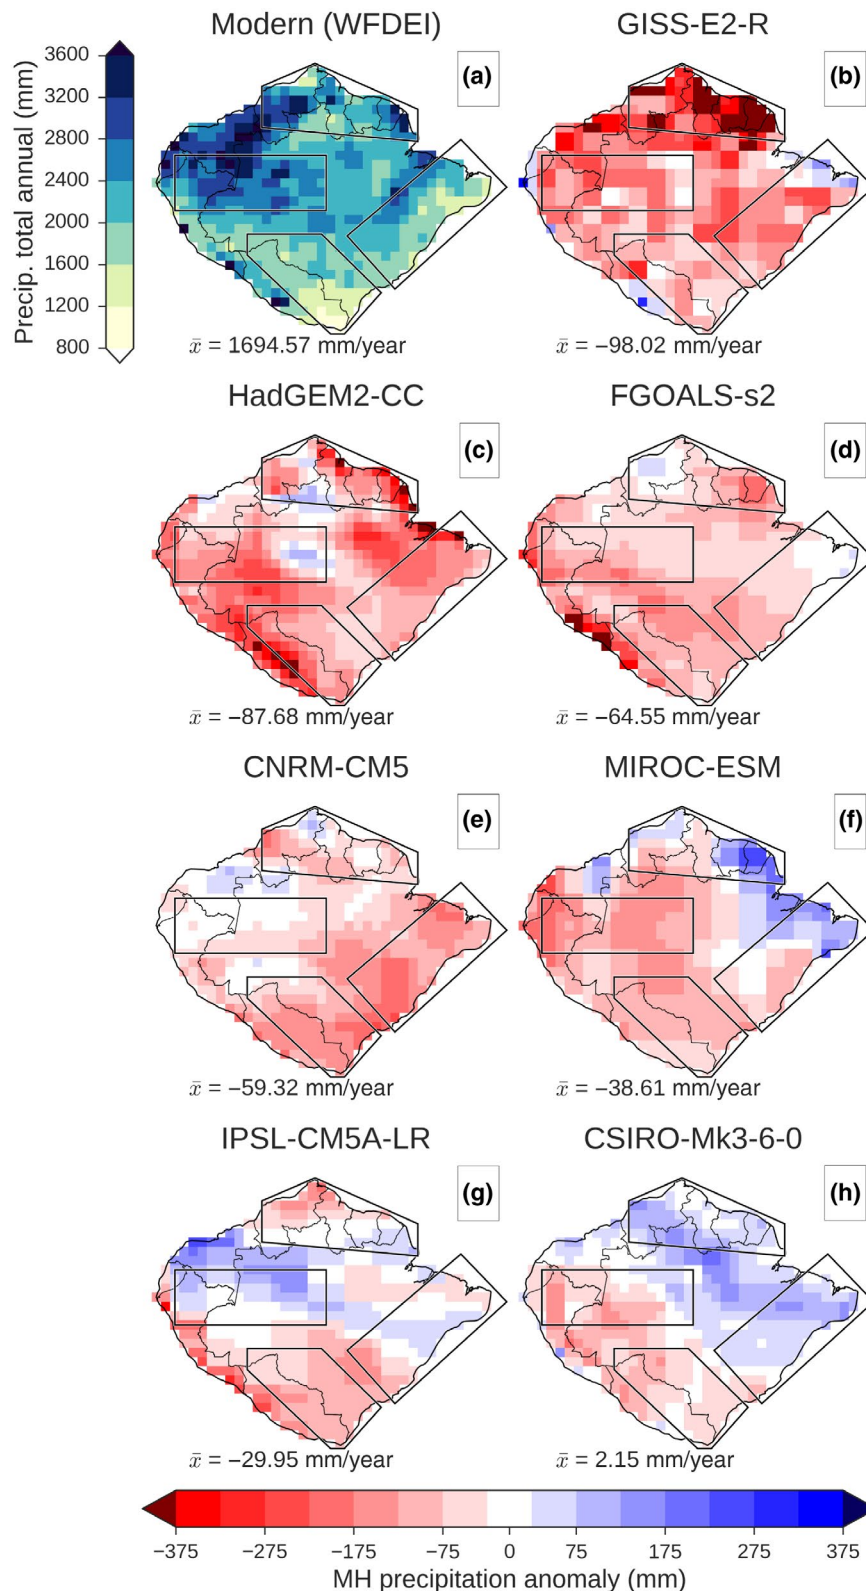 Modern (WFDEI)
GISS-E2-R
(a)
(b)
Precip. total annual (mm)
3600
3200
2800
2400
2000
1600
1200
800
x̄ = 1694.57 mm/year
x̄ = −98.02 mm/year
HadGEM2-CC
FGOALS-s2
(c)
(d)
x̄ = −87.68 mm/year
x̄ = −64.55 mm/year
CNRM-CM5
MIROC-ESM
(e)
(f)
x̄ = −59.32 mm/year
x̄ = −38.61 mm/year
IPSL-CM5A-LR
CSIRO-Mk3-6-0
(g)
(h)
x̄ = −29.95 mm/year
x̄ = 2.15 mm/year
−375 −275 −175 −75 0 75 175 275 375
MH precipitation anomaly (mm)